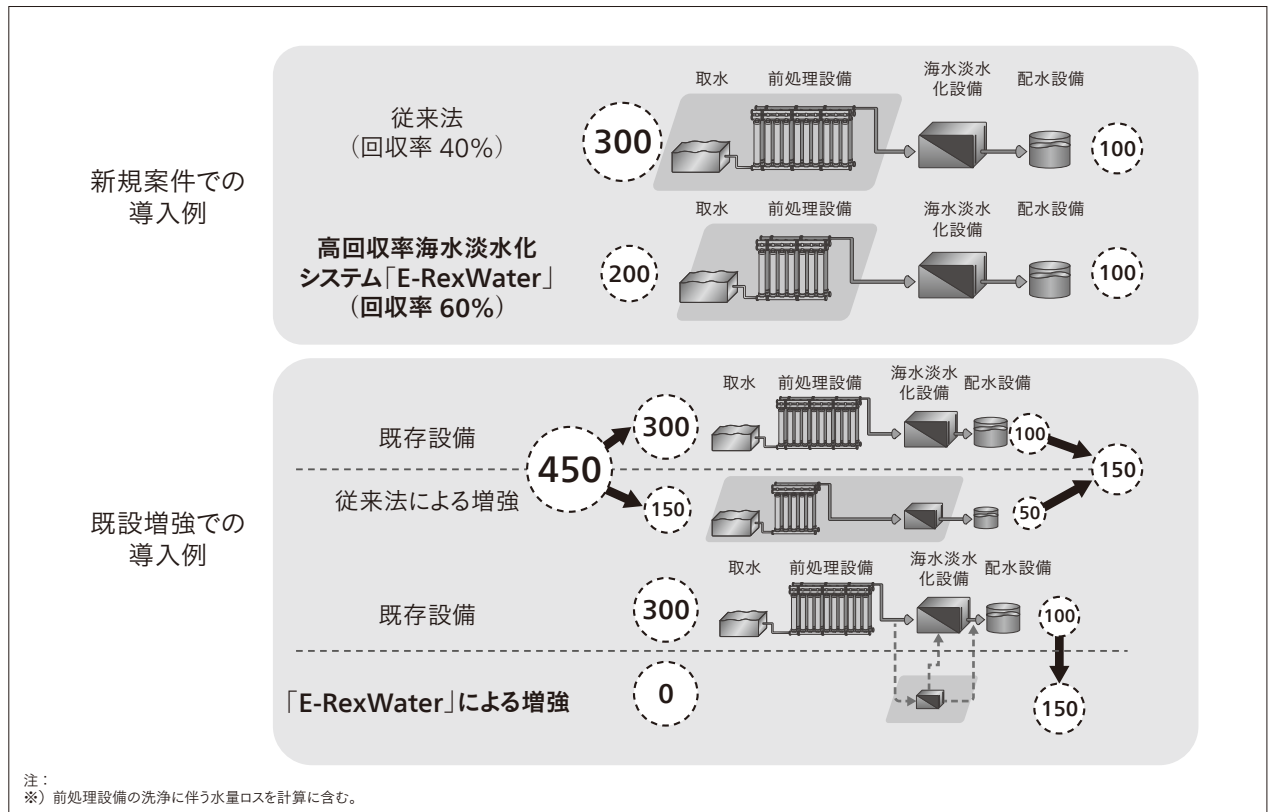 取水
前処理設備
海水淡水
化設備
配水設備
従来法
(回収率 40%)
300
100
新規案件での
導入例
取水
前処理設備
海水淡水
化設備
配水設備
高回収率海水淡水化
システム「E-RexWater」
(回収率 60%)
200
100
取水
前処理設備
海水淡水
化設備
配水設備
既存設備
450
300
100
150
従来法による増強
150
50
既設増強での
導入例
取水
前処理設備
海水淡水
化設備
配水設備
既存設備
300
100
「E-RexWater」による増強
0
150
注：
※）前処理設備の洗浄に伴う水量ロスを計算に含む。